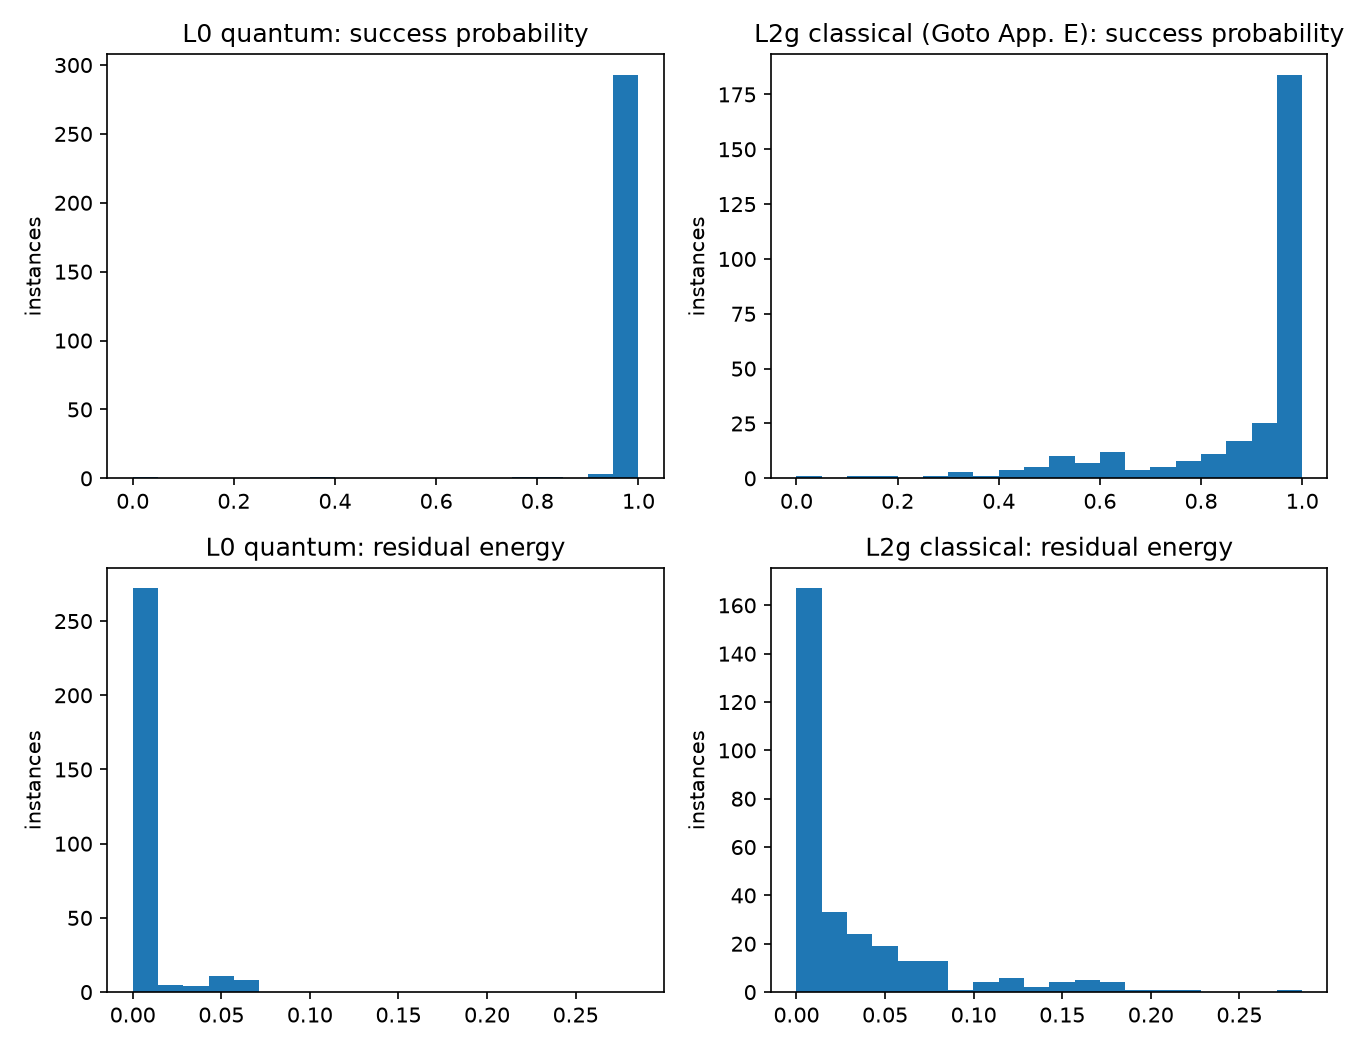 L0 quantum: success probability
300
250
200
150
100
50
0
instances
0.0 0.2 0.4 0.6 0.8 1.0
L2g classical (Goto App. E): success probability
175
150
125
100
75
50
25
0
instances
0.0 0.2 0.4 0.6 0.8 1.0
L0 quantum: residual energy
250
200
150
100
50
0
instances
0.00 0.05 0.10 0.15 0.20 0.25
L2g classical: residual energy
160
140
120
100
80
60
40
20
0
instances
0.00 0.05 0.10 0.15 0.20 0.25